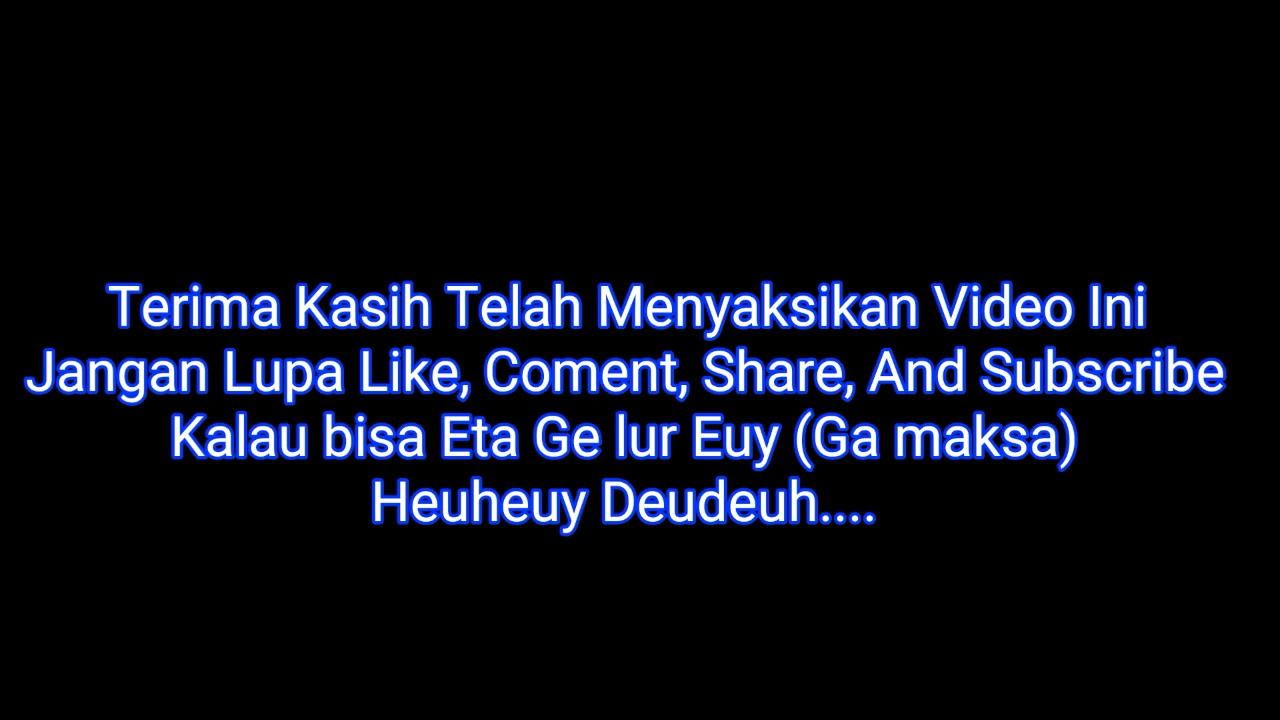 Terima Kasih Telah Menyaksikan Video Ini
Jangan Lupa Like, Coment, Share, And Subscribe
Kalau bisa Eta Ge lur Euy (Ga maksa)
Heuheuy Deudeuh....